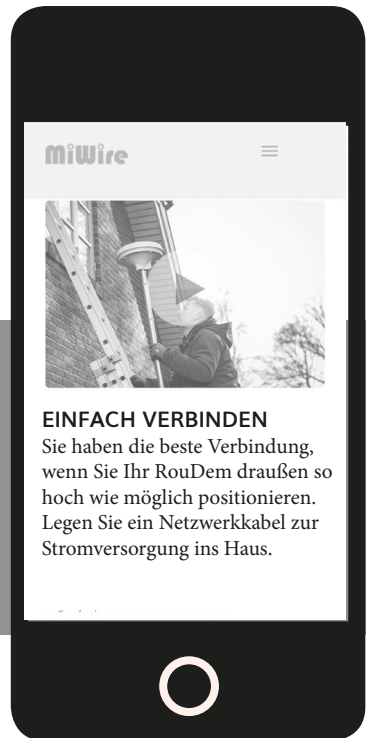 MiWire
EINFACH VERBINDEN
Sie haben die beste Verbindung,
wenn Sie Ihr RouDem draußen so
hoch wie möglich positionieren.
Legen Sie ein Netzwerkkabel zur
Stromversorgung ins Haus.